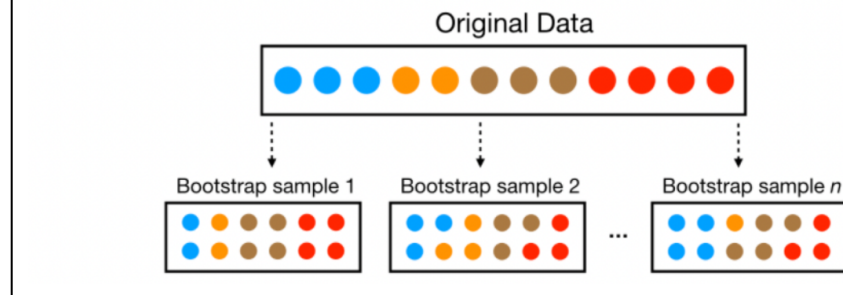 Original Data
Bootstrap sample 1
Bootstrap sample 2
Bootstrap sample n
...